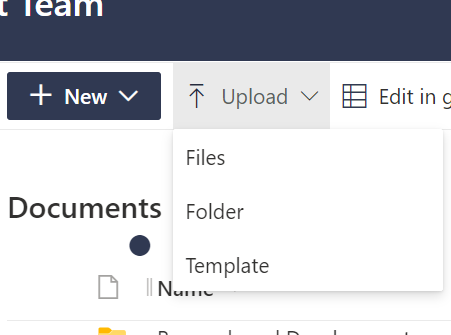 t Team
New
Upload
Edit in g
Files
Documents
Folder
Template
Name